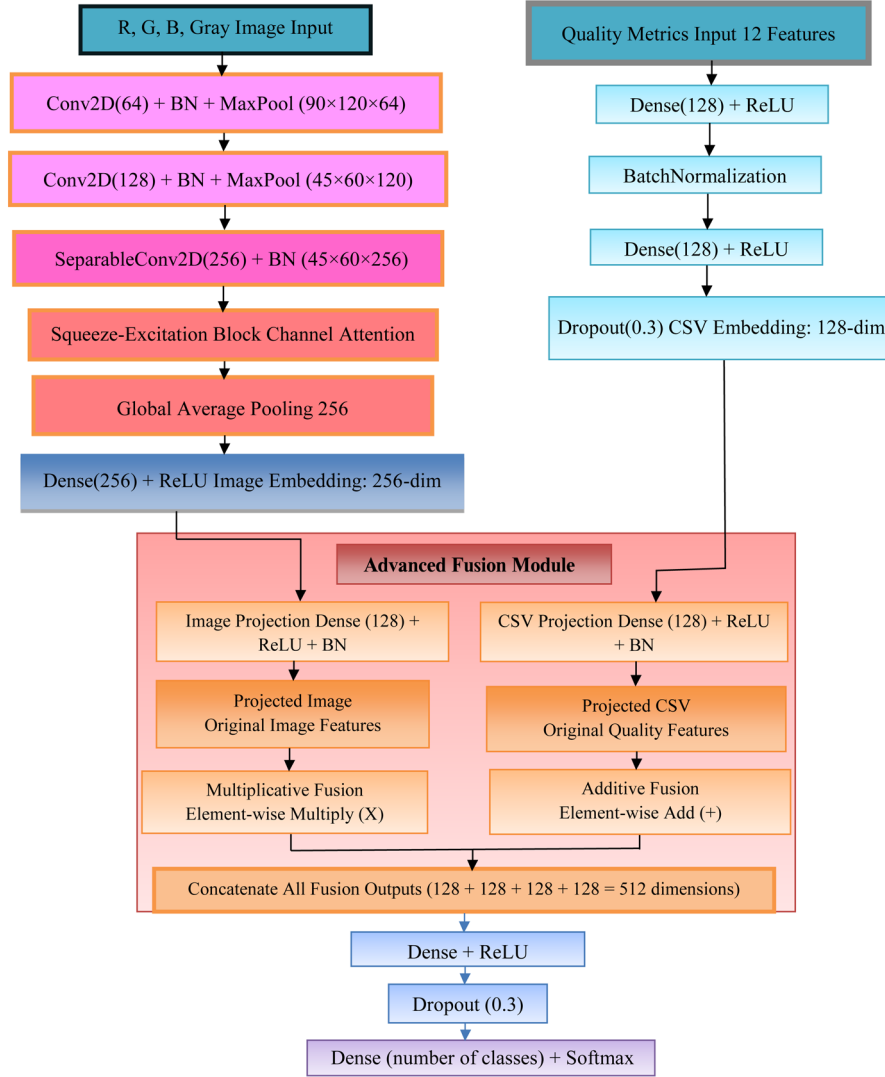 R, G, B, Gray Image Input
Conv2D(64) + BN + MaxPool (90×120×64)
Conv2D(128) + BN + MaxPool (45×60×120)
SeparableConv2D(256) + BN (45×60×256)
Squeeze-Excitation Block Channel Attention
Global Average Pooling 256
Dense(256) + ReLU Image Embedding: 256-dim
Quality Metrics Input 12 Features
Dense(128) + ReLU
BatchNormalization
Dense(128) + ReLU
Dropout(0.3) CSV Embedding: 128-dim
Advanced Fusion Module
Image Projection Dense (128) +
ReLU + BN
Projected Image
Original Image Features
Multiplicative Fusion
Element-wise Multiply (X)
CSV Projection Dense (128) + ReLU
+ BN
Projected CSV
Original Quality Features
Additive Fusion
Element-wise Add (+)
Concatenate All Fusion Outputs (128 + 128 + 128 + 128 = 512 dimensions)
Dense + ReLU
Dropout (0.3)
Dense (number of classes) + Softmax